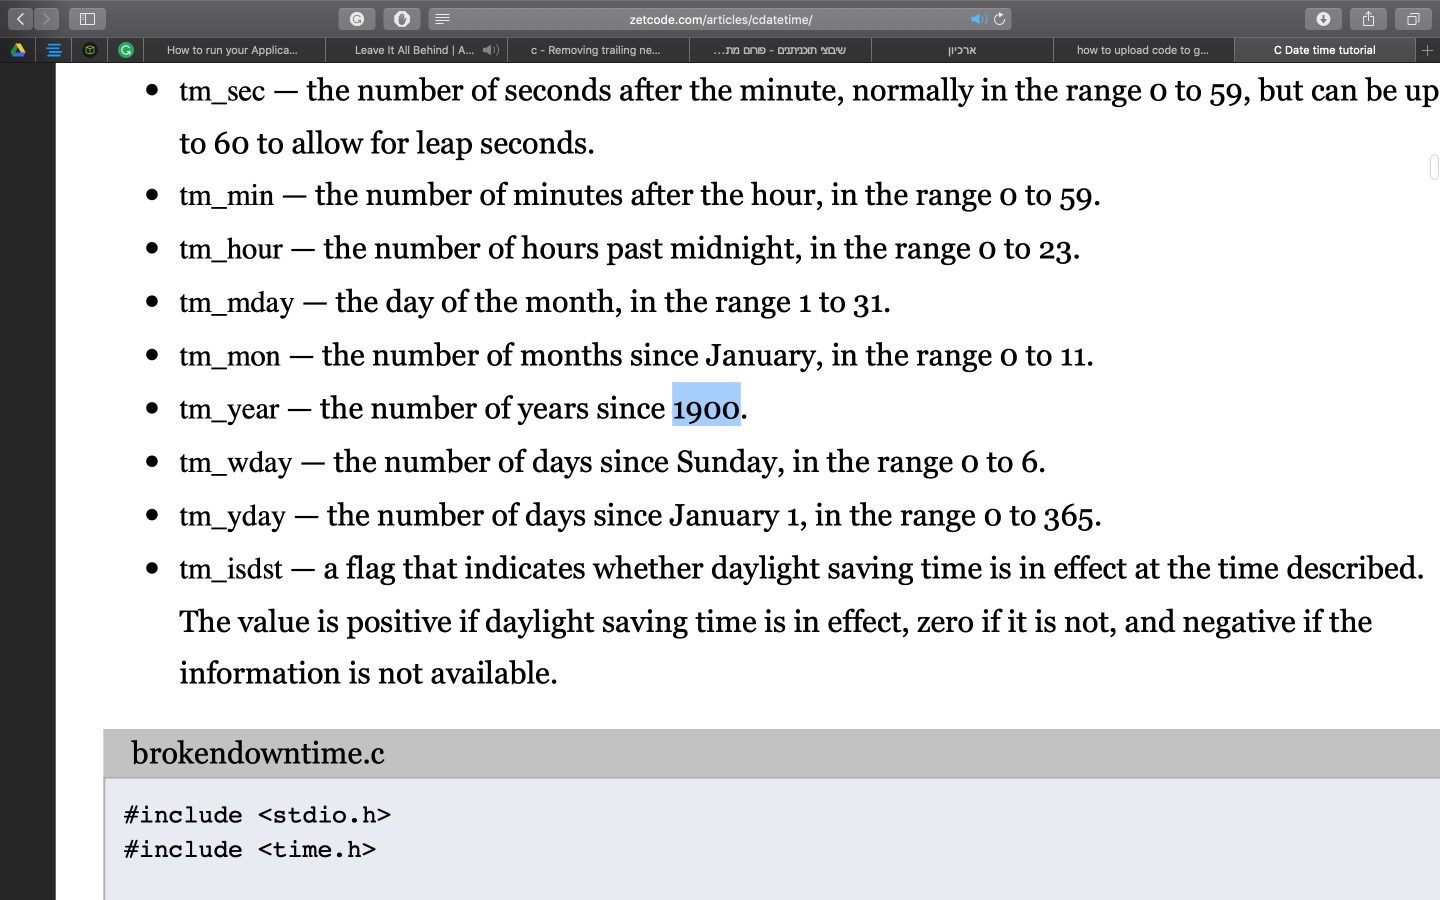 zetcode.com/articles/cdatetime/
How to run your Applica...
Leave It All Behind | A...
c - Removing trailing ne...
שיבוצי תוכניתנים - פורום מת...
ארכיון
how to upload code to g...
C Date time tutorial
• tm_sec — the number of seconds after the minute, normally in the range 0 to 59, but can be up
to 60 to allow for leap seconds.
• tm_min — the number of minutes after the hour, in the range 0 to 59.
• tm_hour — the number of hours past midnight, in the range 0 to 23.
• tm_mday — the day of the month, in the range 1 to 31.
• tm_mon — the number of months since January, in the range 0 to 11.
• tm_year — the number of years since 1900.
• tm_wday — the number of days since Sunday, in the range 0 to 6.
• tm_yday — the number of days since January 1, in the range 0 to 365.
• tm_isdst — a flag that indicates whether daylight saving time is in effect at the time described.
The value is positive if daylight saving time is in effect, zero if it is not, and negative if the
information is not available.
brokendowntime.c
#include <stdio.h>
#include <time.h>